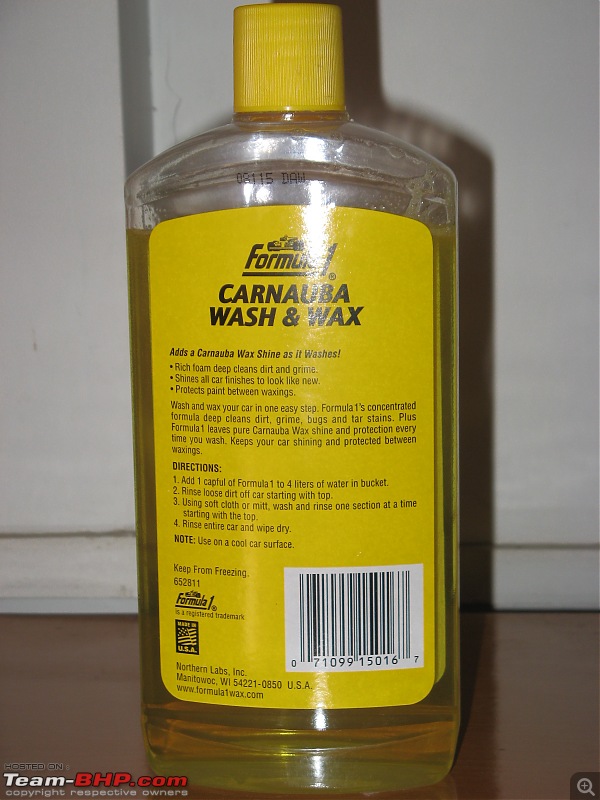 08115 DAW
Formula1®
CARNAUBA
WASH & WAX
Adds a Carnauba Wax Shine as it Washes!
• Rich foam deep cleans dirt and grime.
• Shines all car finishes to look like new.
• Protects paint between waxings.
Wash and wax your car in one easy step. Formula1's concentrated
formula deep cleans dirt, grime, bugs and tar stains. Plus
Formula1 leaves pure Carnauba Wax shine and protection every
time you wash. Keeps your car shining and protected between
waxings.
DIRECTIONS:
1. Add 1 capful of Formula1 to 4 liters of water in bucket.
2. Rinse loose dirt off car starting with top.
3. Using soft cloth or mitt, wash and rinse one section at a time
starting with the top.
4. Rinse entire car and wipe dry.
NOTE: Use on a cool car surface.
Keep From Freezing.
652811
Formula1®
is a registered trademark
MADE IN
U.S.A.
0 71099 15016 7
Northern Labs, Inc.
Manitowoc, WI 54221-0850 U.S.A.
www.formula1wax.com
HOSTED ON
Team-BHP.com
copyright respective owners